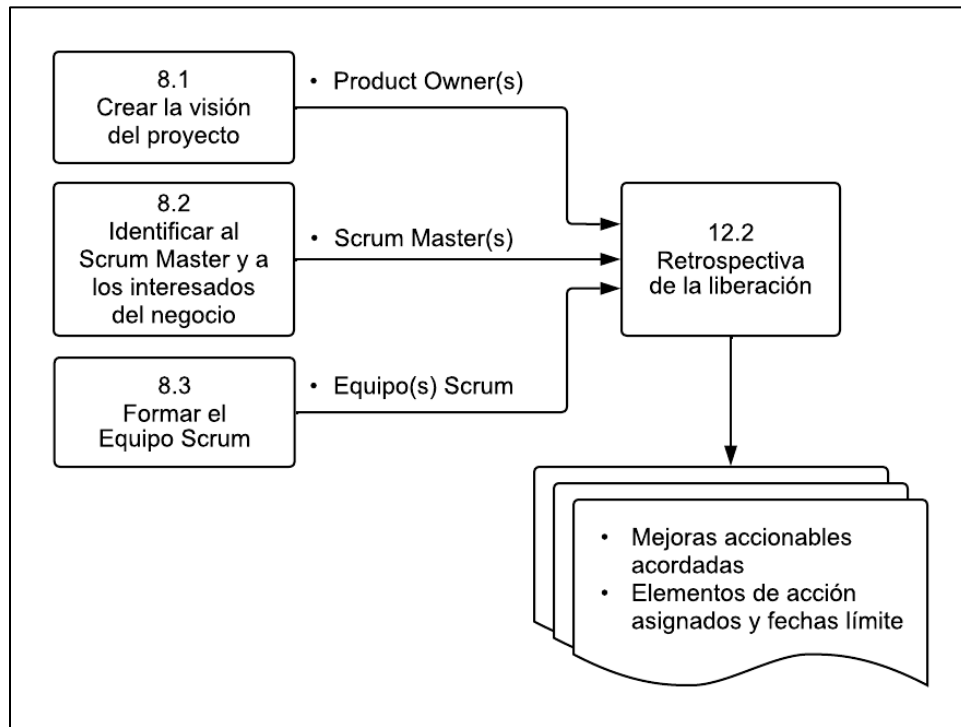 8.1
Crear la visión
del proyecto
• Product Owner(s)
8.2
Identificar al
Scrum Master y a
los interesados
del negocio
• Scrum Master(s)
8.3
Formar el
Equipo Scrum
• Equipo(s) Scrum
12.2
Retrospectiva
de la liberación
• Mejoras accionables
acordadas
• Elementos de acción
asignados y fechas límite